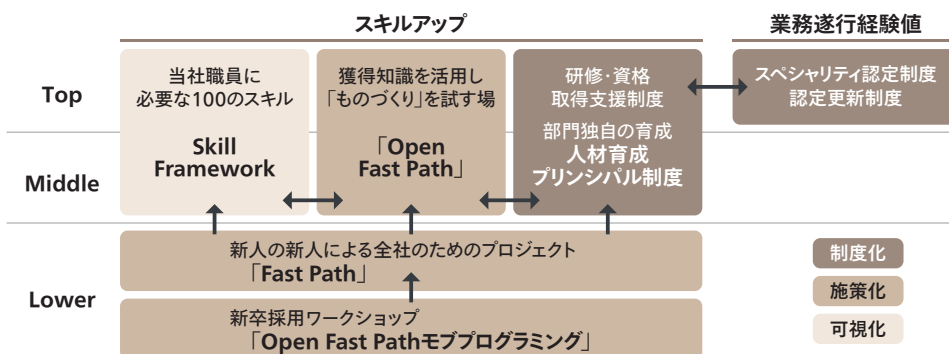 スキルアップ
業務遂行経験値
Top
Middle
Lower
当社職員に
必要な100のスキル
Skill
Framework
獲得知識を活用し
「ものづくり」を試す場
「Open
Fast Path」
研修·資格
取得支援制度
部門独自の育成
人材育成
プリンシパル制度
スペシャリティ認定制度
認定更新制度
新人の新人による全社のためのプロジェクト
「Fast Path」
新卒採用ワークショップ
「Open Fast Pathモブプログラミング」
制度化
施策化
可視化